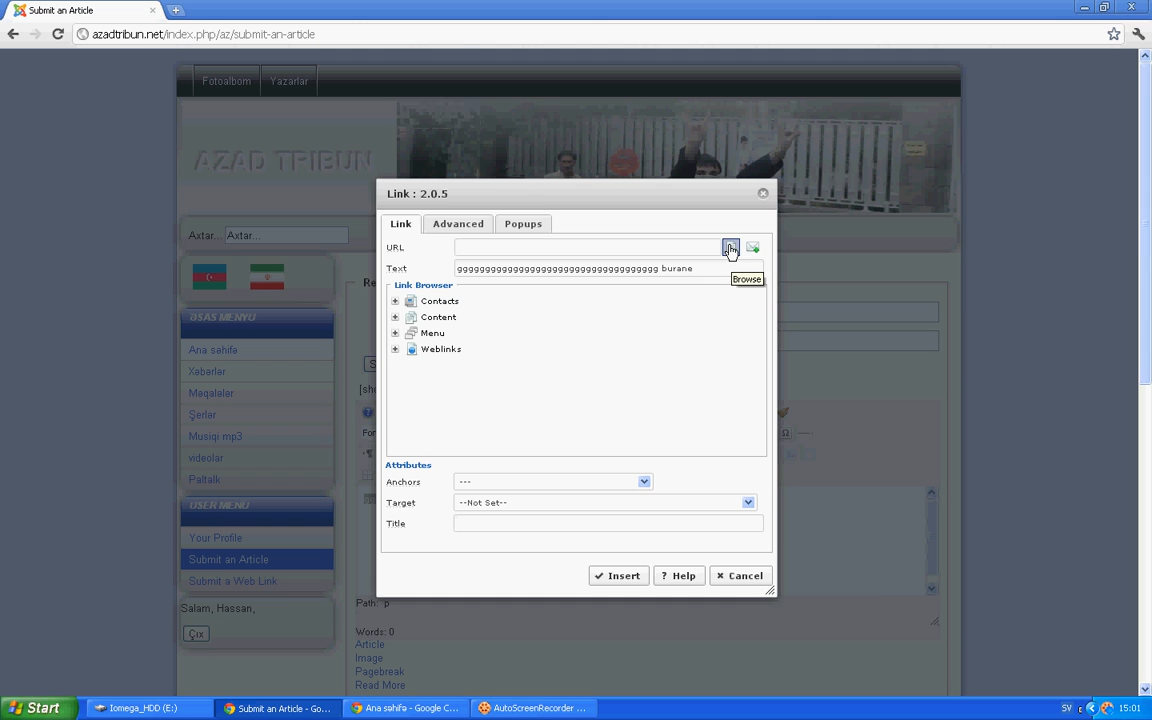 Submit an Article
azadtribun.net/index.php/az/submit-an-article
Fotoalbom
Yazarlar
AZAD TRIBUN
Axtar...
Axtar...
ƏSAS MENYU
Ana səhifə
Xəbərlər
Məqalələr
Şerlər
Musiqi mp3
videolar
Paltalk
USER MENU
Your Profile
Submit an Article
Submit a Web Link
Salam, Hassan,
Çıx
Link : 2.0.5
Link
Advanced
Popups
URL
Browse
Text
gggggggggggggggggggggggggggggggggggg burane
Link Browser
Contacts
Content
Menu
Weblinks
Attributes
Anchors
---
Target
--Not Set--
Title
Insert
? Help
Cancel
Path: p
Words: 0
Article
Image
Pagebreak
Read More
Start
Iomega_HDD (E:)
Submit an Article - Go...
Ana səhifə - Google C...
AutoScreenRecorder ...
SV
15:01